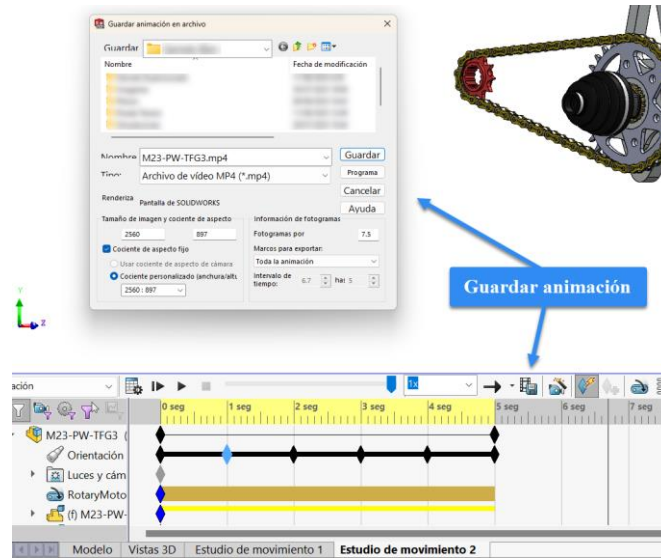 Guardar animación en archivo
Guardar
Nombre
Fecha de modificación
Nombre
M23-PW-TFG3.mp4
Guardar
Tipo:
Archivo de vídeo MP4 (*.mp4)
Programa
Cancelar
Renderiza
Pantalla de SOLIDWORKS
Ayuda
Tamaño de imagen y cociente de aspecto
Información de fotogramas
2560
897
Fotogramas por
7.5
Cociente de aspecto fijo
Marcos para exportar:
Usar cociente de aspecto de cámara
Toda la animación
Cociente personalizado (anchura/altu
Intervalo de tiempo:
6.7
ha: 5
2560 : 897
Guardar animación
Y
Z
ación
1x
0 seg
1 seg
2 seg
3 seg
4 seg
5 seg
6 seg
7 seg
M23-PW-TFG3 (
Orientación
Luces y cám
RotaryMoto
(f) M23-PW-
Modelo
Vistas 3D
Estudio de movimiento 1
Estudio de movimiento 2